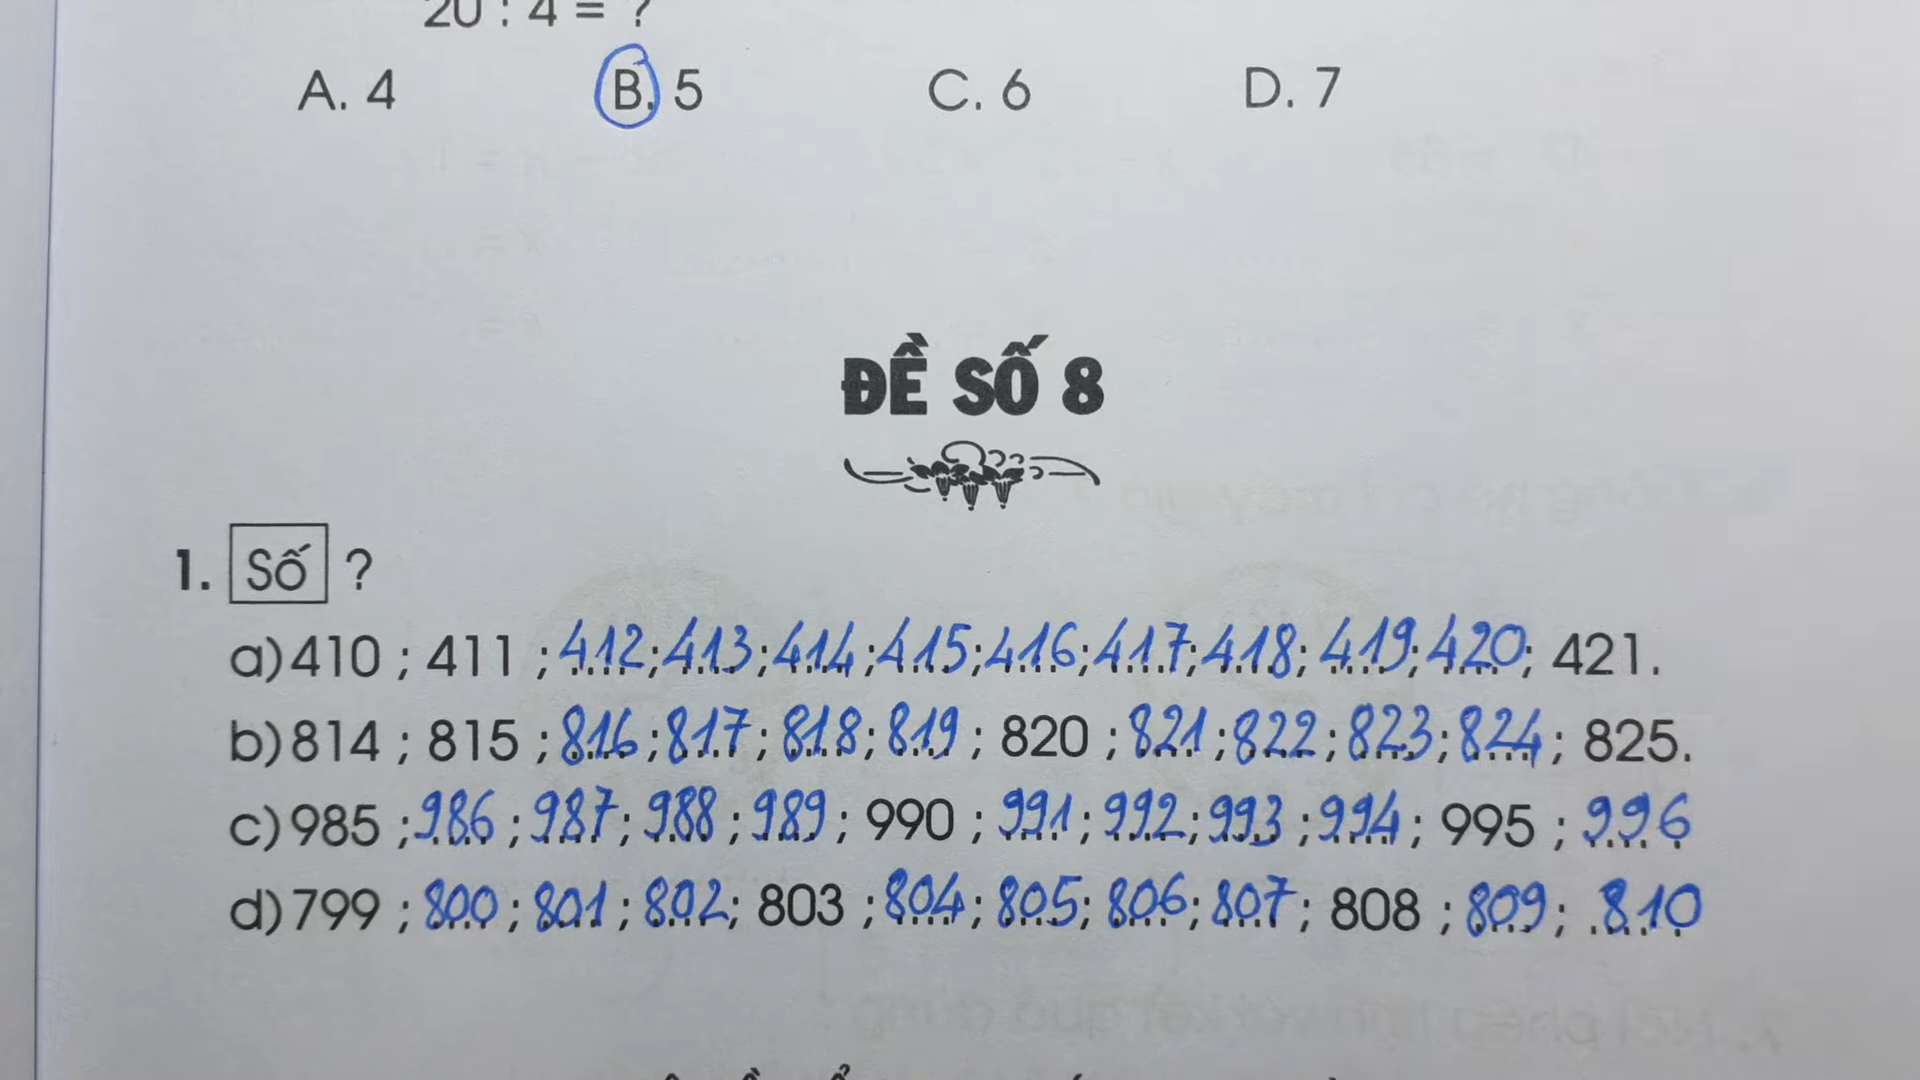 20 : 4 = ?
A. 4 B. 5 C. 6 D. 7
ĐỀ SỐ 8
1. Số ?
a) 410 ; 411 ; 412 ; 413 ; 414 ; 415 ; 416 ; 417 ; 418 ; 419 ; 420 ; 421.
b) 814 ; 815 ; 816 ; 817 ; 818 ; 819 ; 820 ; 821 ; 822 ; 823 ; 824 ; 825.
c) 985 ; 986 ; 987 ; 988 ; 989 ; 990 ; 991 ; 992 ; 993 ; 994 ; 995 ; 996
d) 799 ; 800 ; 801 ; 802 ; 803 ; 804 ; 805 ; 806 ; 807 ; 808 ; 809 ; 810